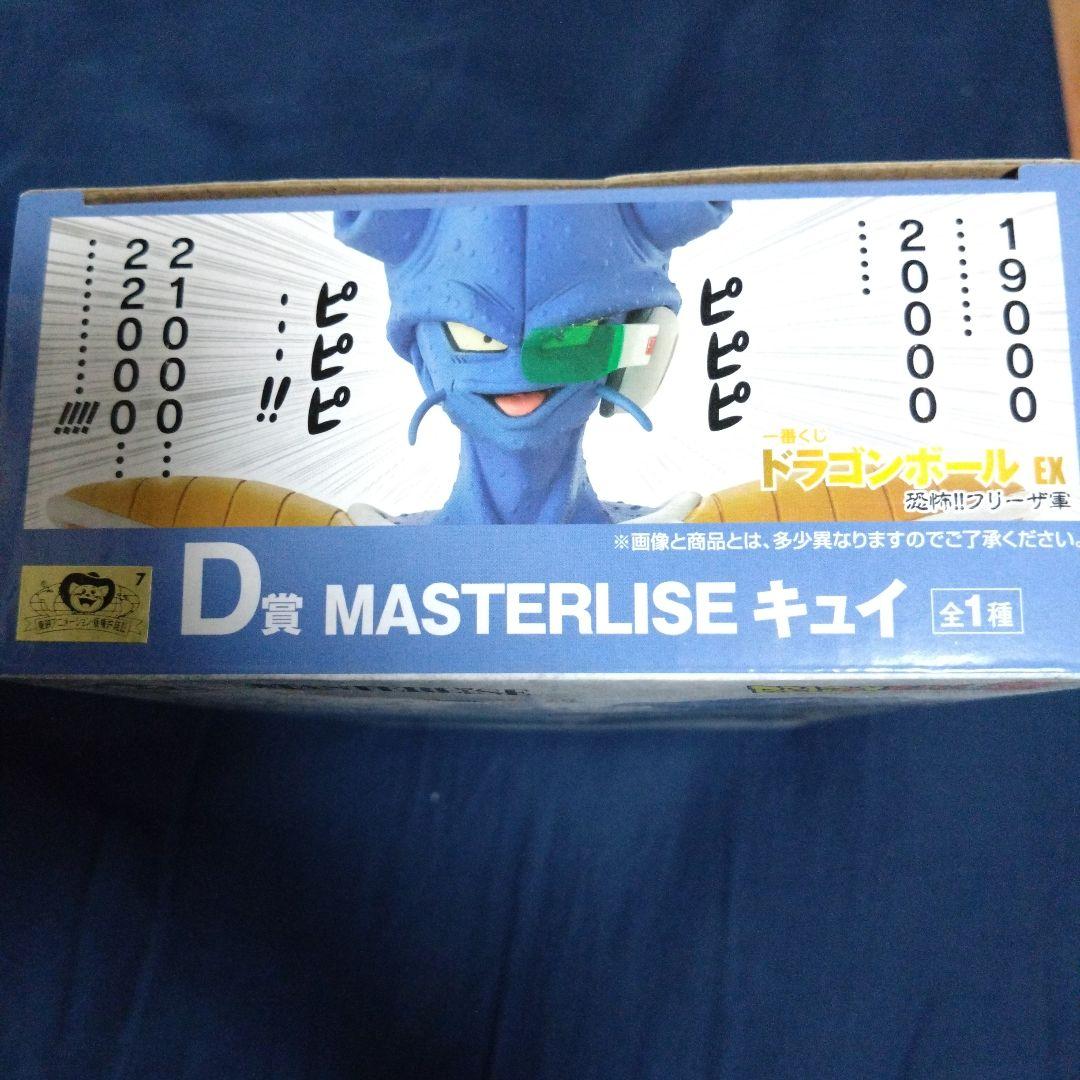 19000
……
20000
……
ピピピ
ピピピ
・・・!!
21000…
22000…
………!!!!
一番くじ
ドラゴンボール EX
恐怖!!フリーザ軍
※画像と商品とは、多少異なりますのでご了承ください。
7
D賞 MASTERLISE キュイ 全1種
MASTERLISE